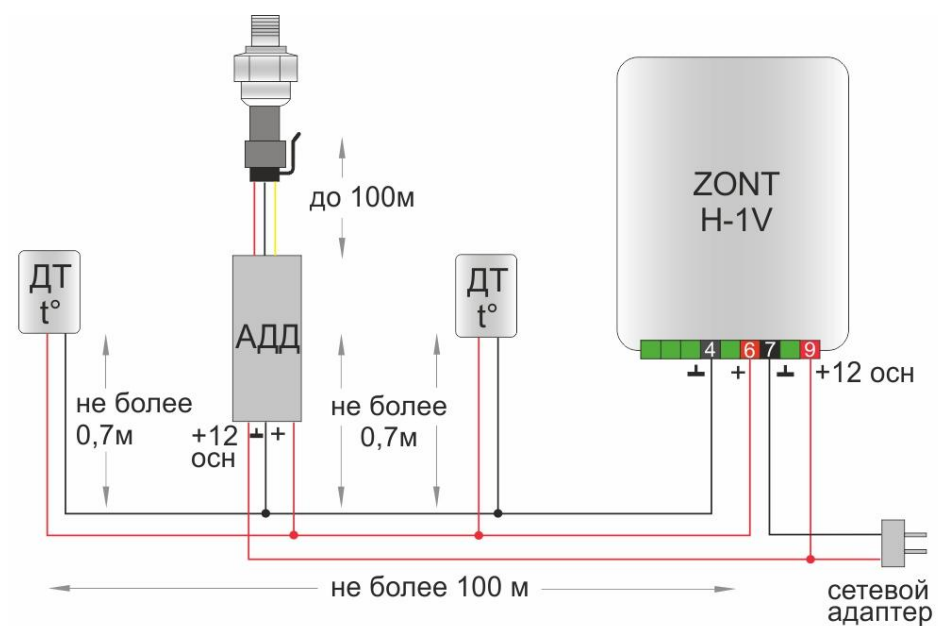 до 100м
ZONT
H-1V
ДТ
t°
АДД
ДТ
t°
4 6 7 9
+ +12 осн
не более
0,7м
+12
осн
+
не более
0,7м
не более 100 м
сетевой
адаптер